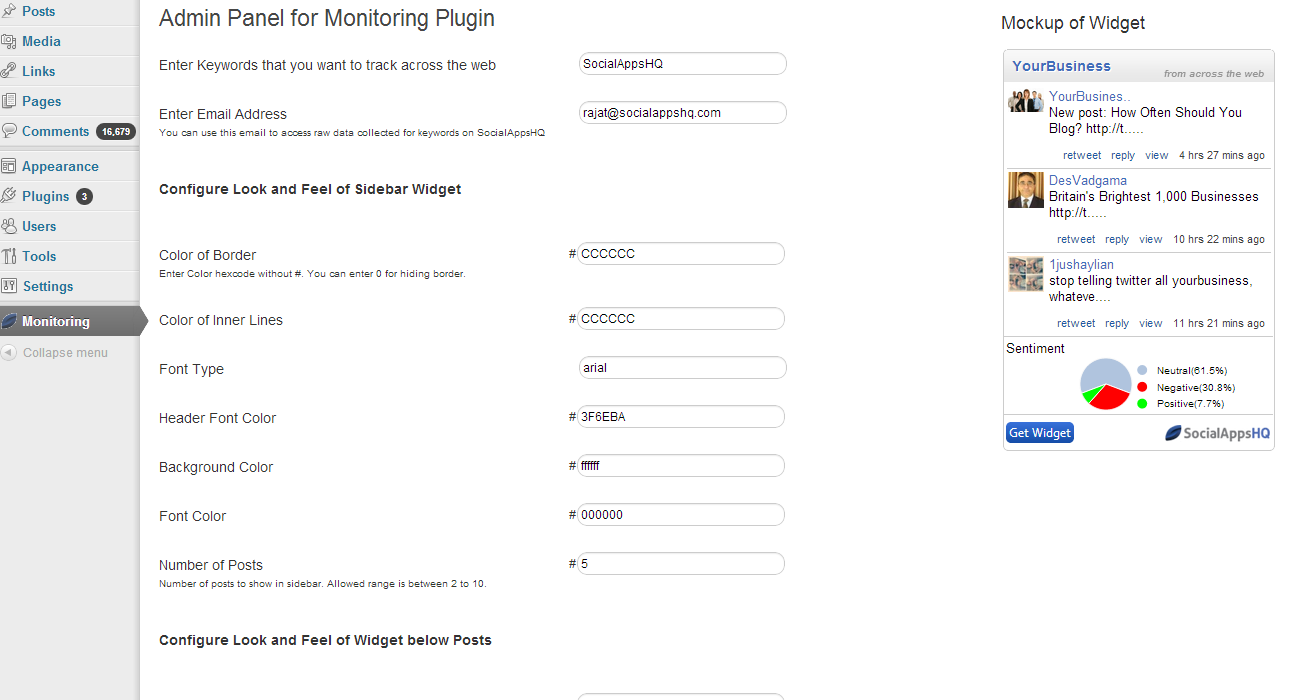 Posts
Media
Links
Pages
Comments 16,679
Appearance
Plugins 3
Users
Tools
Settings
Monitoring
Collapse menu
Admin Panel for Monitoring Plugin
Enter Keywords that you want to track across the web
SocialAppsHQ
Enter Email Address
rajat@socialappshq.com
You can use this email to access raw data collected for keywords on SocialAppsHQ
Configure Look and Feel of Sidebar Widget
Color of Border
# CCCCCC
Enter Color hexcode without #. You can enter 0 for hiding border.
Color of Inner Lines
# CCCCCC
Font Type
arial
Header Font Color
# 3F6EBA
Background Color
# ffffff
Font Color
# 000000
Number of Posts
# 5
Number of posts to show in sidebar. Allowed range is between 2 to 10.
Configure Look and Feel of Widget below Posts
Mockup of Widget
YourBusiness
from across the web
YourBusines..
New post: How Often Should You
Blog? http://t.....
retweet reply view 4 hrs 27 mins ago
DesVadgama
Britain's Brightest 1,000 Businesses
http://t.....
retweet reply view 10 hrs 22 mins ago
1jushaylian
stop telling twitter all yourbusiness,
whateve....
retweet reply view 11 hrs 21 mins ago
Sentiment
Neutral(61.5%)
Negative(30.8%)
Positive(7.7%)
Get Widget
SocialAppsHQ